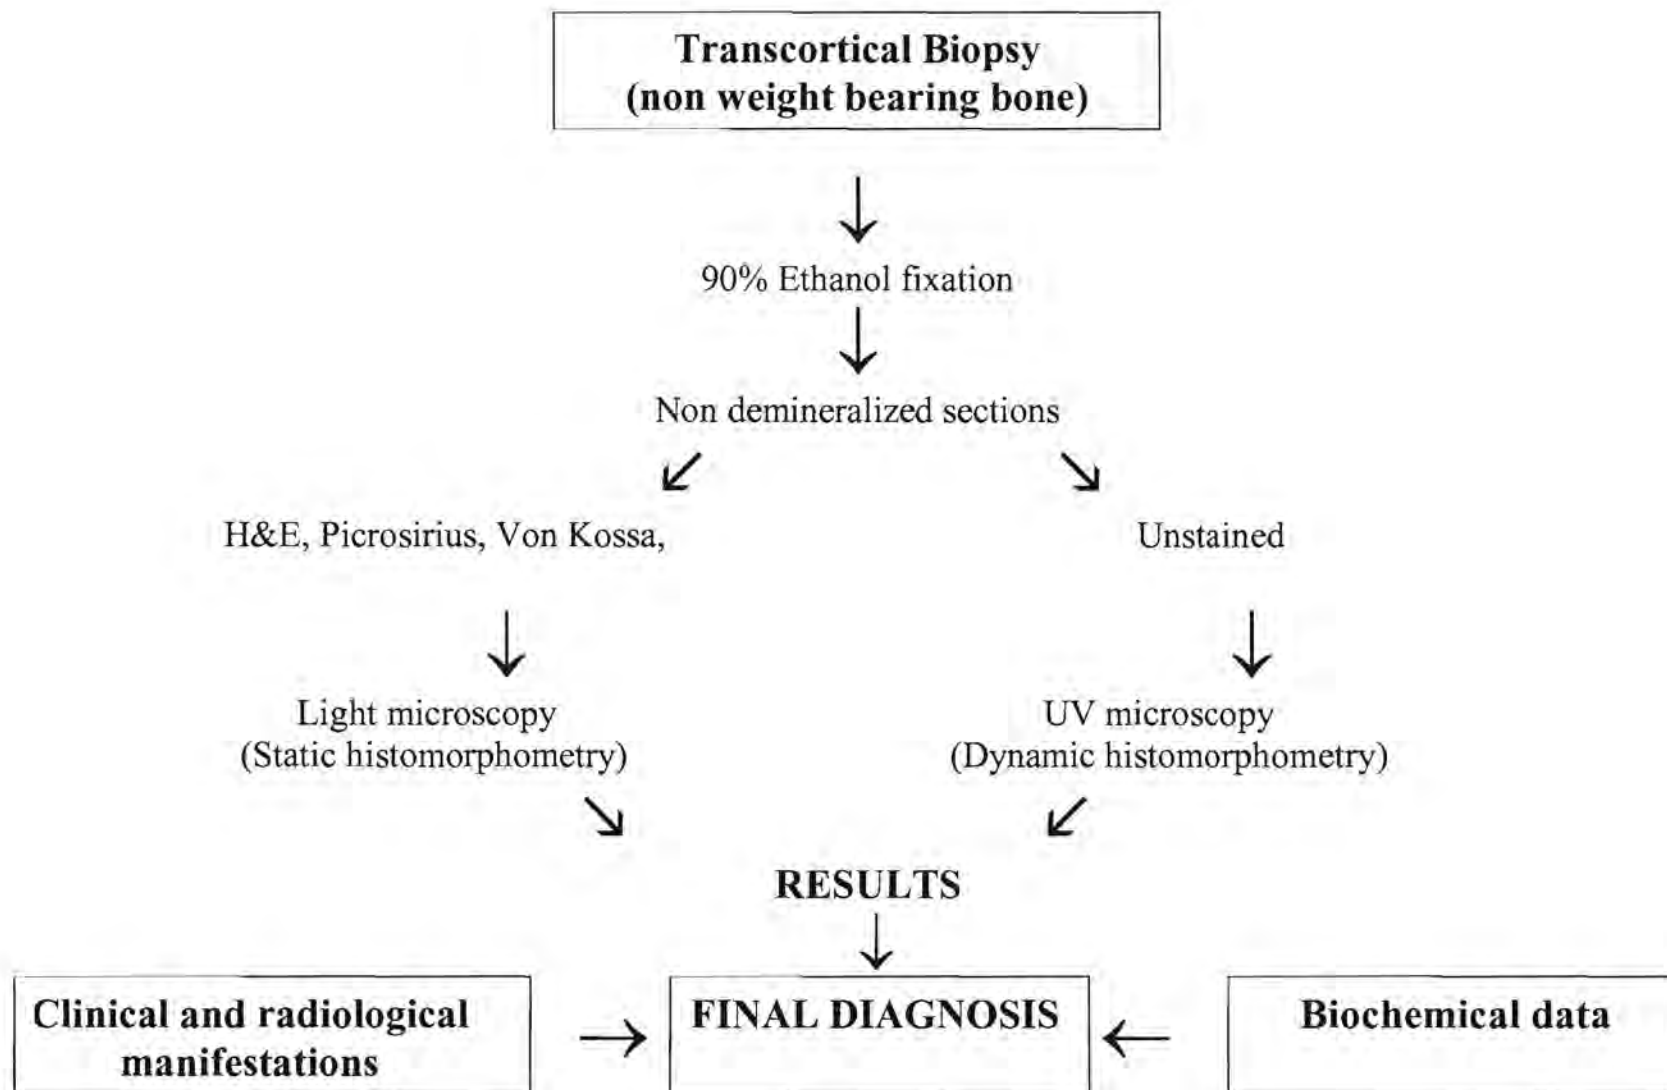 Transcortical Biopsy
(non weight bearing bone)
90% Ethanol fixation
Non demineralized sections
H&E, Picrosirius, Von Kossa,
Unstained
Light microscopy
(Static histomorphometry)
UV microscopy
(Dynamic histomorphometry)
RESULTS
Clinical and radiological
manifestations
FINAL DIAGNOSIS
Biochemical data